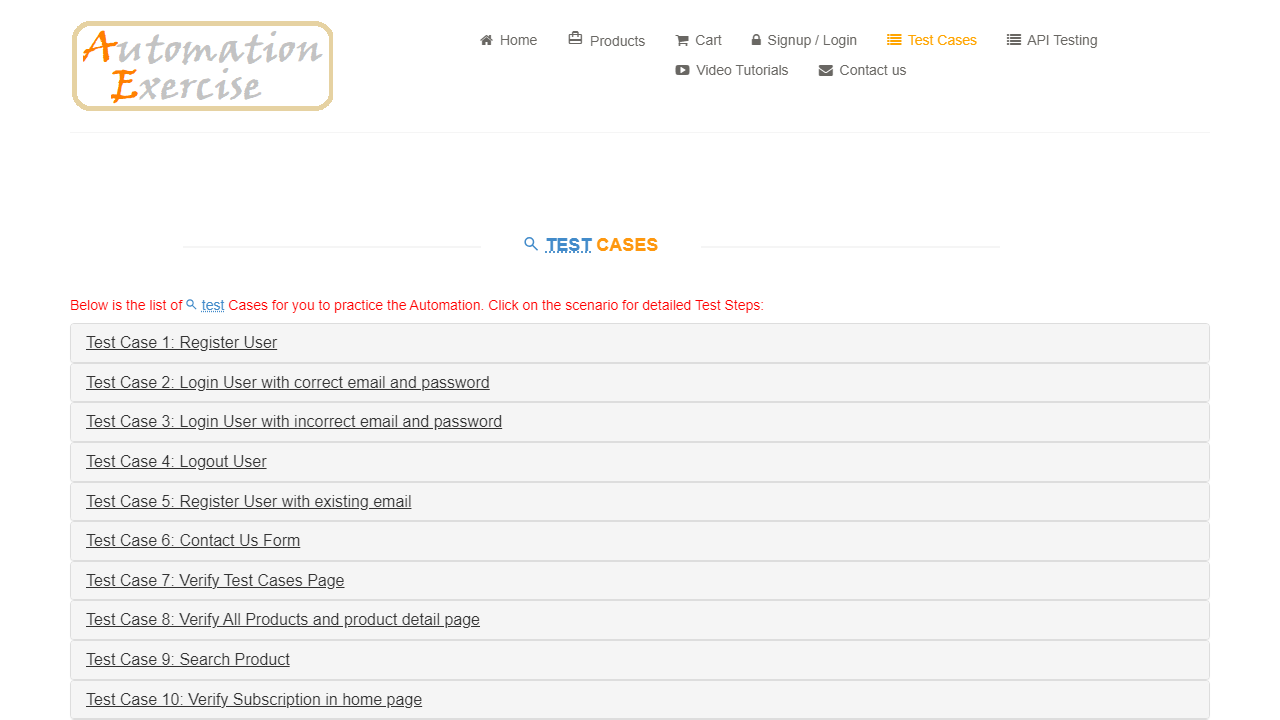 Automation
Exercise
Home Products Cart Signup / Login Test Cases API Testing
Video Tutorials Contact us
TEST CASES
Below is the list of test Cases for you to practice the Automation. Click on the scenario for detailed Test Steps:
Test Case 1: Register User
Test Case 2: Login User with correct email and password
Test Case 3: Login User with incorrect email and password
Test Case 4: Logout User
Test Case 5: Register User with existing email
Test Case 6: Contact Us Form
Test Case 7: Verify Test Cases Page
Test Case 8: Verify All Products and product detail page
Test Case 9: Search Product
Test Case 10: Verify Subscription in home page